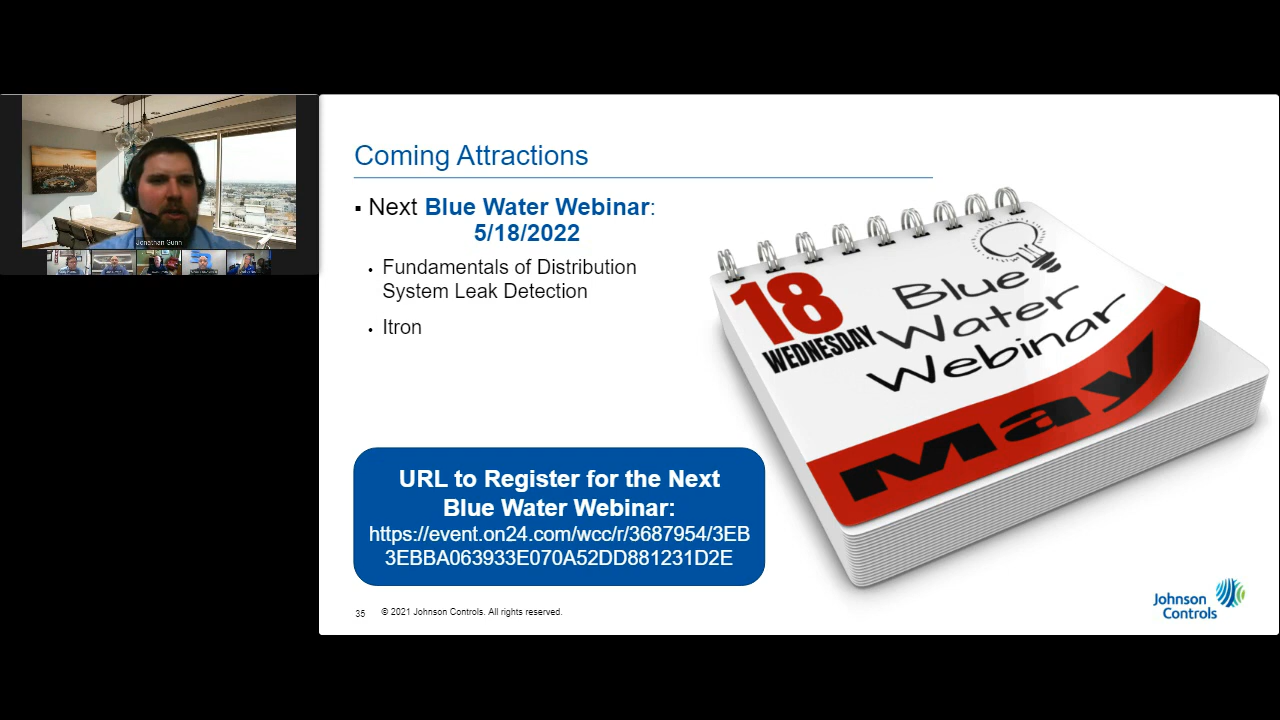 Jonathan Gunn
Coming Attractions
▪ Next Blue Water Webinar:
5/18/2022
• Fundamentals of Distribution
System Leak Detection
• Itron
18
WEDNESDAY
Blue
Water
Webinar
May
URL to Register for the Next
Blue Water Webinar:
https://event.on24.com/wcc/r/3687954/3EB
3EBBA063933E070A52DD881231D2E
35
© 2021 Johnson Controls. All rights reserved.
Johnson
Controls